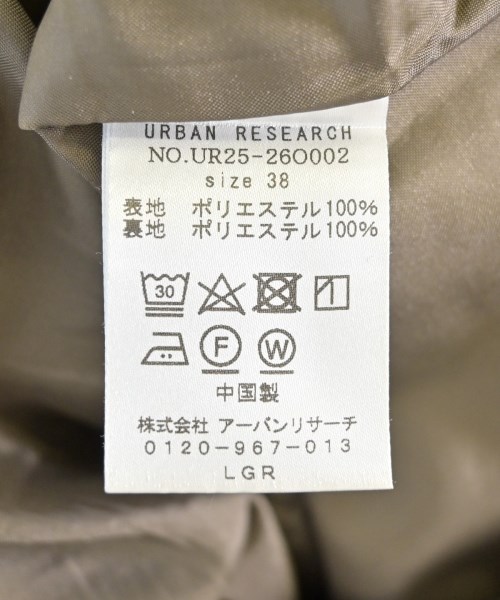 URBAN RESEARCH
NO.UR25-26O002
size 38
表地 ポリエステル100%
裏地 ポリエステル100%
30
F W
中国製
株式会社 アーバンリサーチ
0120-967-013
LGR